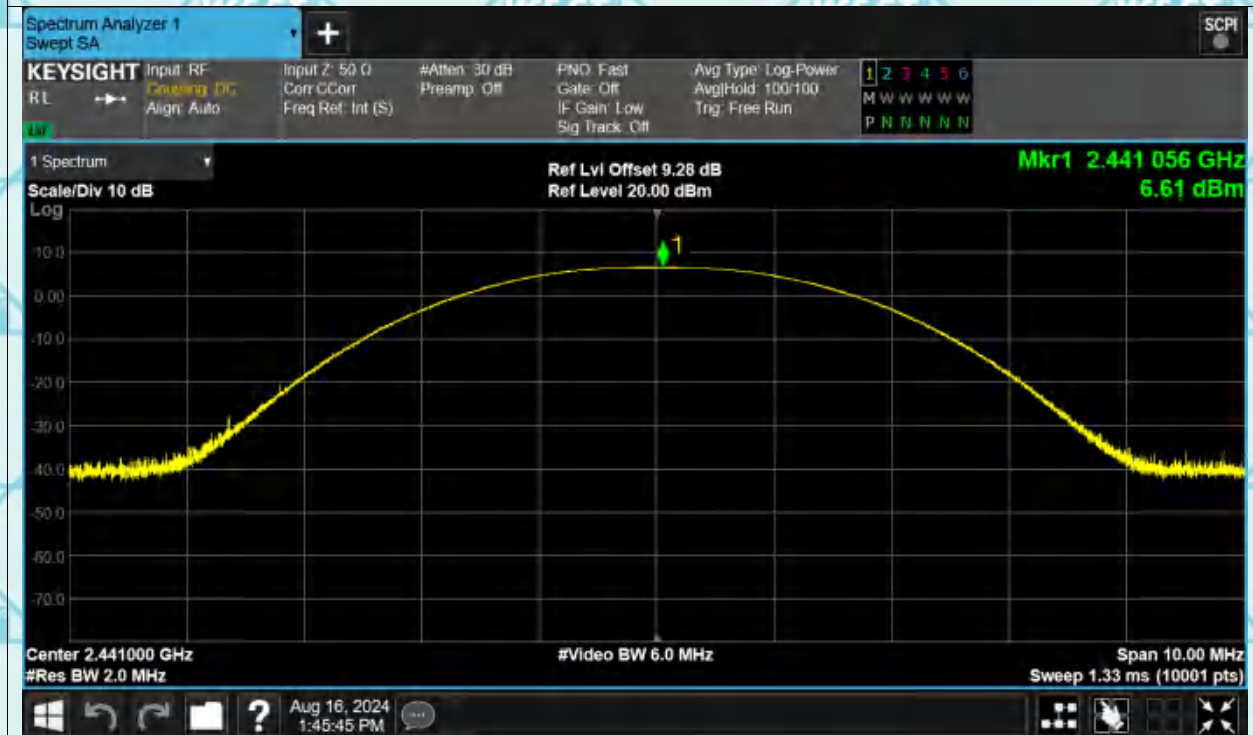 Spectrum Analyzer 1
Swept SA
+
SCPI
KEYSIGHT
RL
Input: RF
Coupling: DC
Align: Auto
Input Z: 50 Ω
Corr CCorr
Freq Ref: Int (S)
#Atten: 30 dB
Preamp: Off
PNO: Fast
Gate: Off
IF Gain: Low
Sig Track: Off
Avg Type: Log-Power
Avg|Hold: 100/100
Trig: Free Run
1 2 3 4 5 6
M W W W W W
P N N N N N
1 Spectrum
Scale/Div 10 dB
Log
Ref Lvl Offset 9.28 dB
Ref Level 20.00 dBm
Mkr1 2.441 056 GHz
6.61 dBm
1
10.0
0.00
-10.0
-20.0
-30.0
-40.0
-50.0
-60.0
-70.0
Center 2.441000 GHz
#Res BW 2.0 MHz
#Video BW 6.0 MHz
Span 10.00 MHz
Sweep 1.33 ms (10001 pts)
?
Aug 16, 2024
1:45:45 PM